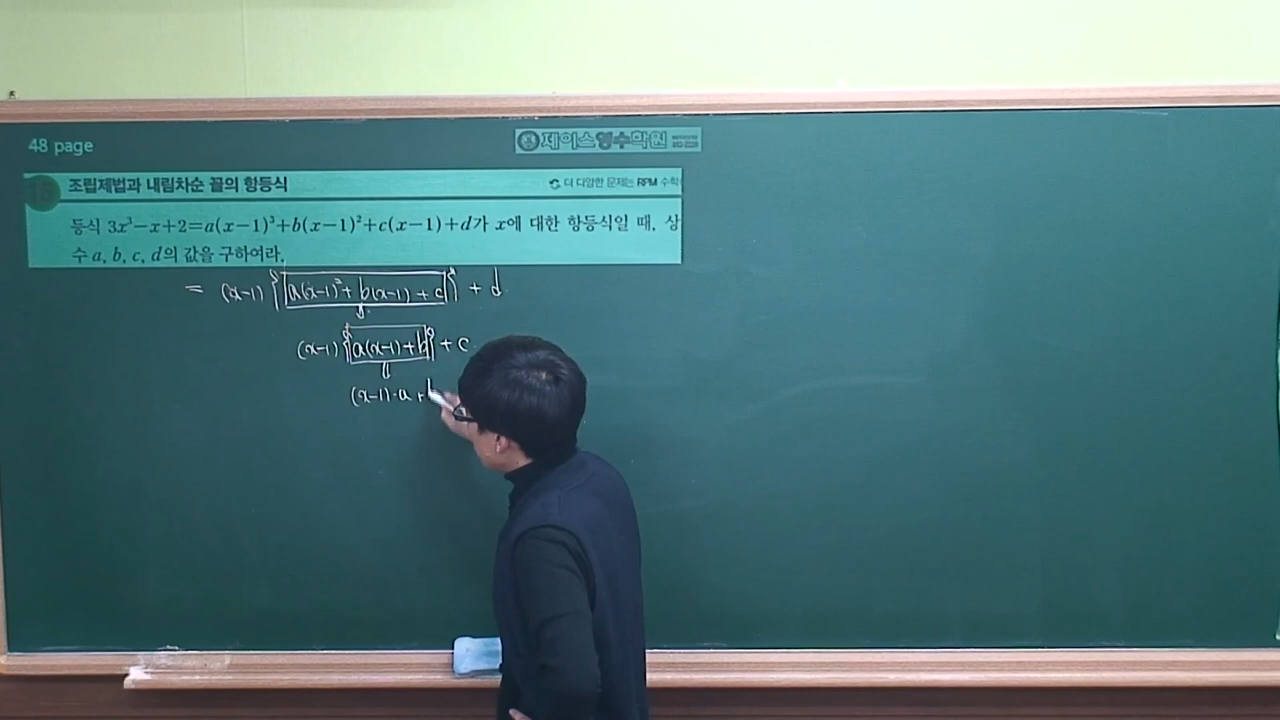 48 page
제이스영수학원
15 조립제법과 내림차순 꼴의 항등식
더 다양한 문제는 RPM 수학
등식 3x³−x+2=a(x−1)³+b(x−1)²+c(x−1)+d가 x에 대한 항등식일 때, 상
수 a, b, c, d의 값을 구하여라.
= (x-1) {a(x-1)²+ b(x-1) + c} + d
(x-1) {a(x-1)+b} + c
(x-1)·a +